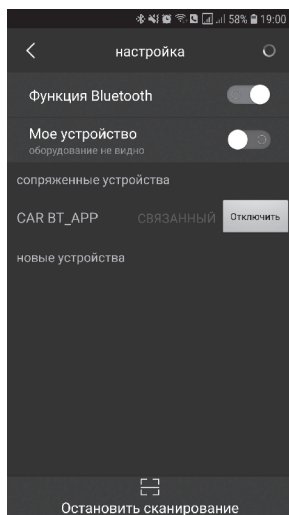 58% 19:00
настройка
Функция Bluetooth
Мое устройство
оборудование не видно
сопряженные устройства
CAR BT_APP СВЯЗАННЫЙ Отключить
новые устройства
Остановить сканирование